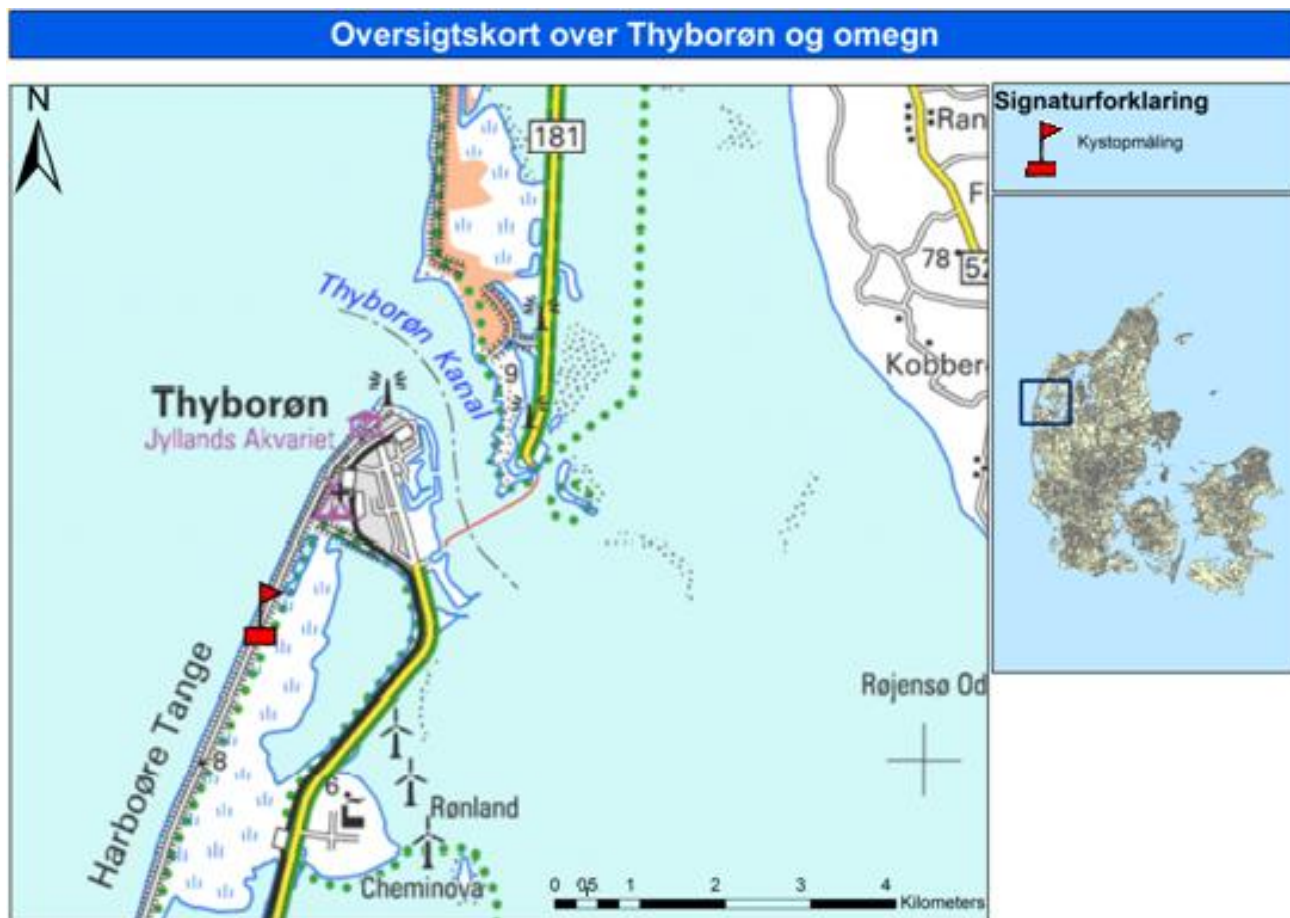 Oversigtskort over Thyborøn og omegn
N
Signaturforklaring
Kystopmåling
181
Ran
F
78
52
Thyborøn Kanal
Kobberø
9
Thyborøn
Jyllands Akvariet
Harboøre Tange
8
6
Røjensø Od
Rønland
Cheminova
0 0,5 1 2 3 4
Kilometers